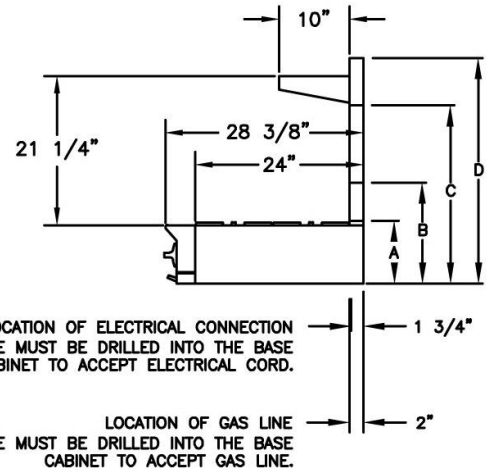 10"
21 1/4"
28 3/8"
24"
D
C
B
A
OCATION OF ELECTRICAL CONNECTION
E MUST BE DRILLED INTO THE BASE
BINET TO ACCEPT ELECTRICAL CORD.
1 3/4"
LOCATION OF GAS LINE
E MUST BE DRILLED INTO THE BASE
CABINET TO ACCEPT GAS LINE.
2"